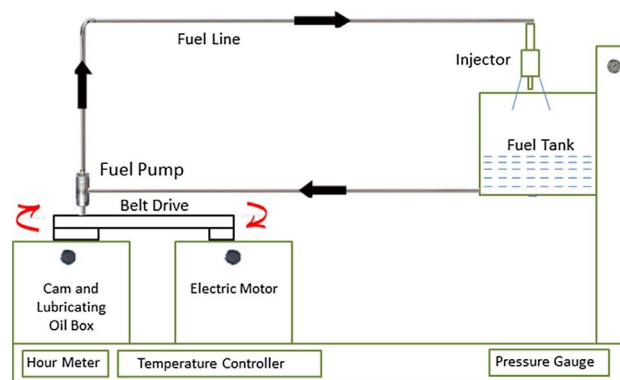 Fuel Line
Injector
Fuel Tank
Fuel Pump
Belt Drive
Cam and
Lubricating
Oil Box
Electric Motor
Hour Meter
Temperature Controller
Pressure Gauge